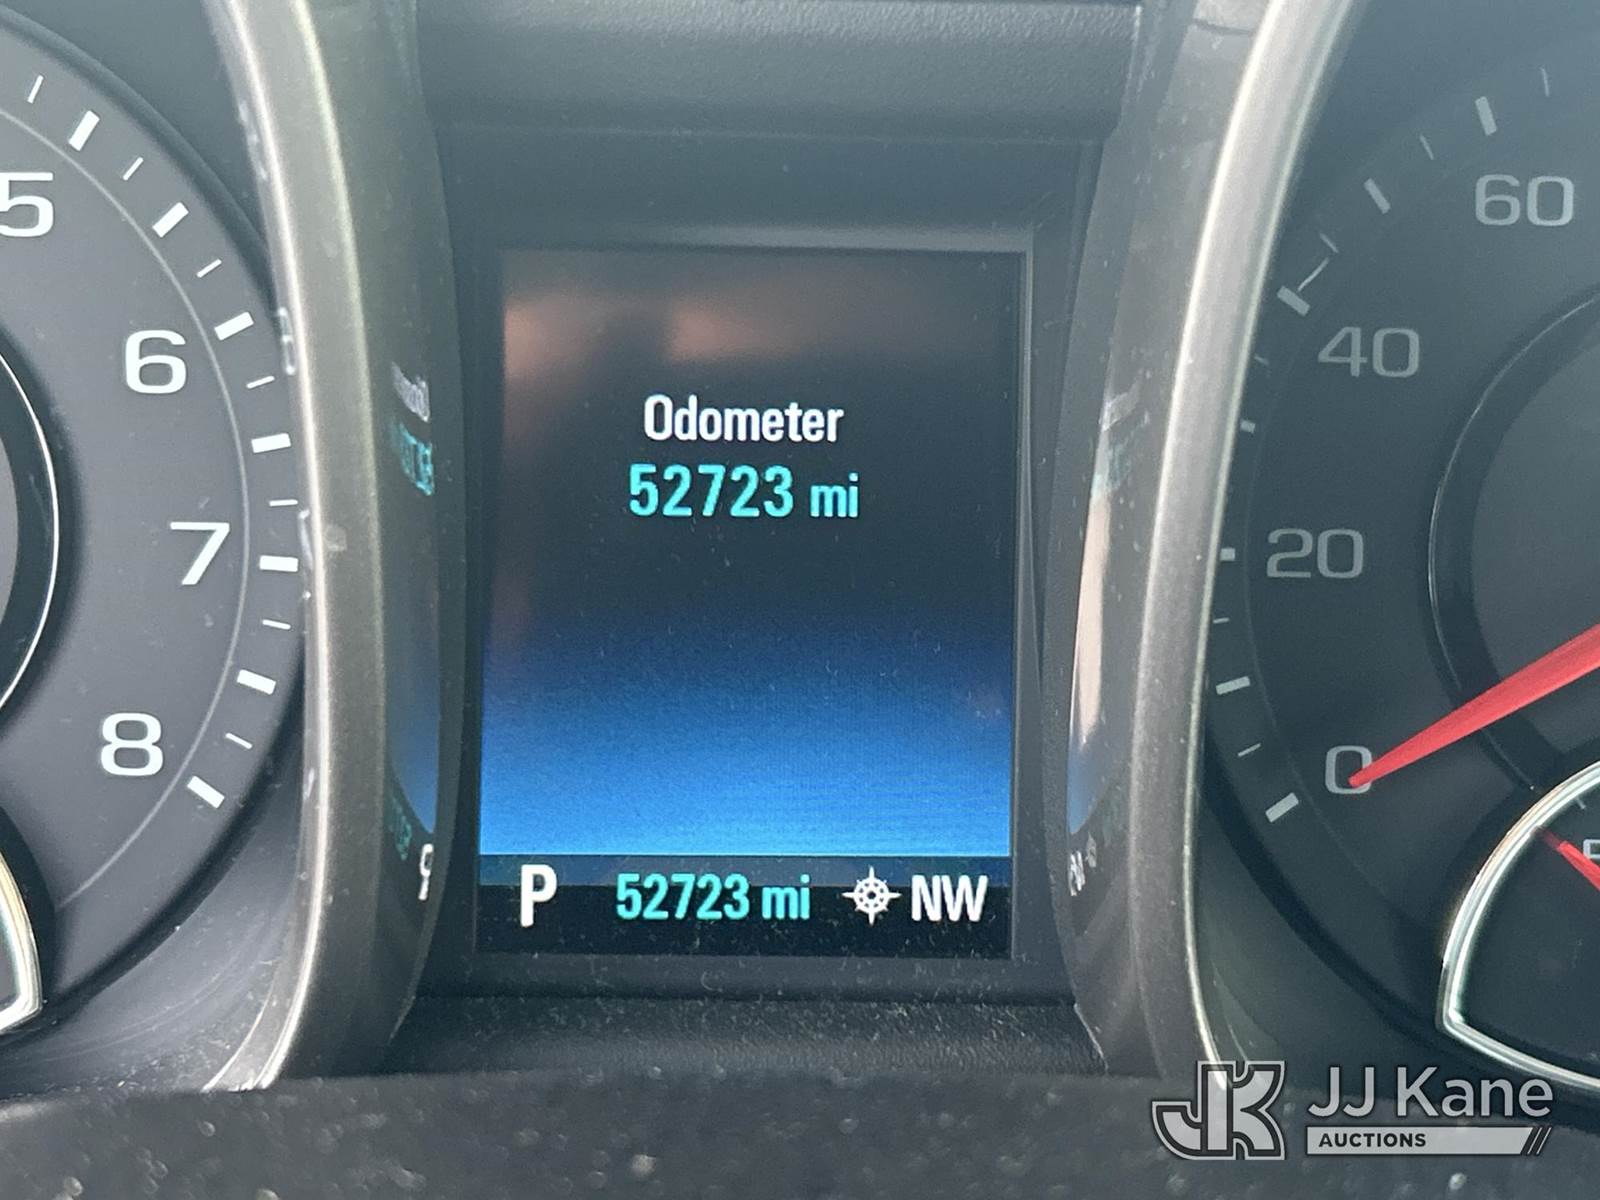 5
6
7
8
Odometer
52723 mi
P 52723 mi NW
60
40
20
0
JK JJ Kane
AUCTIONS